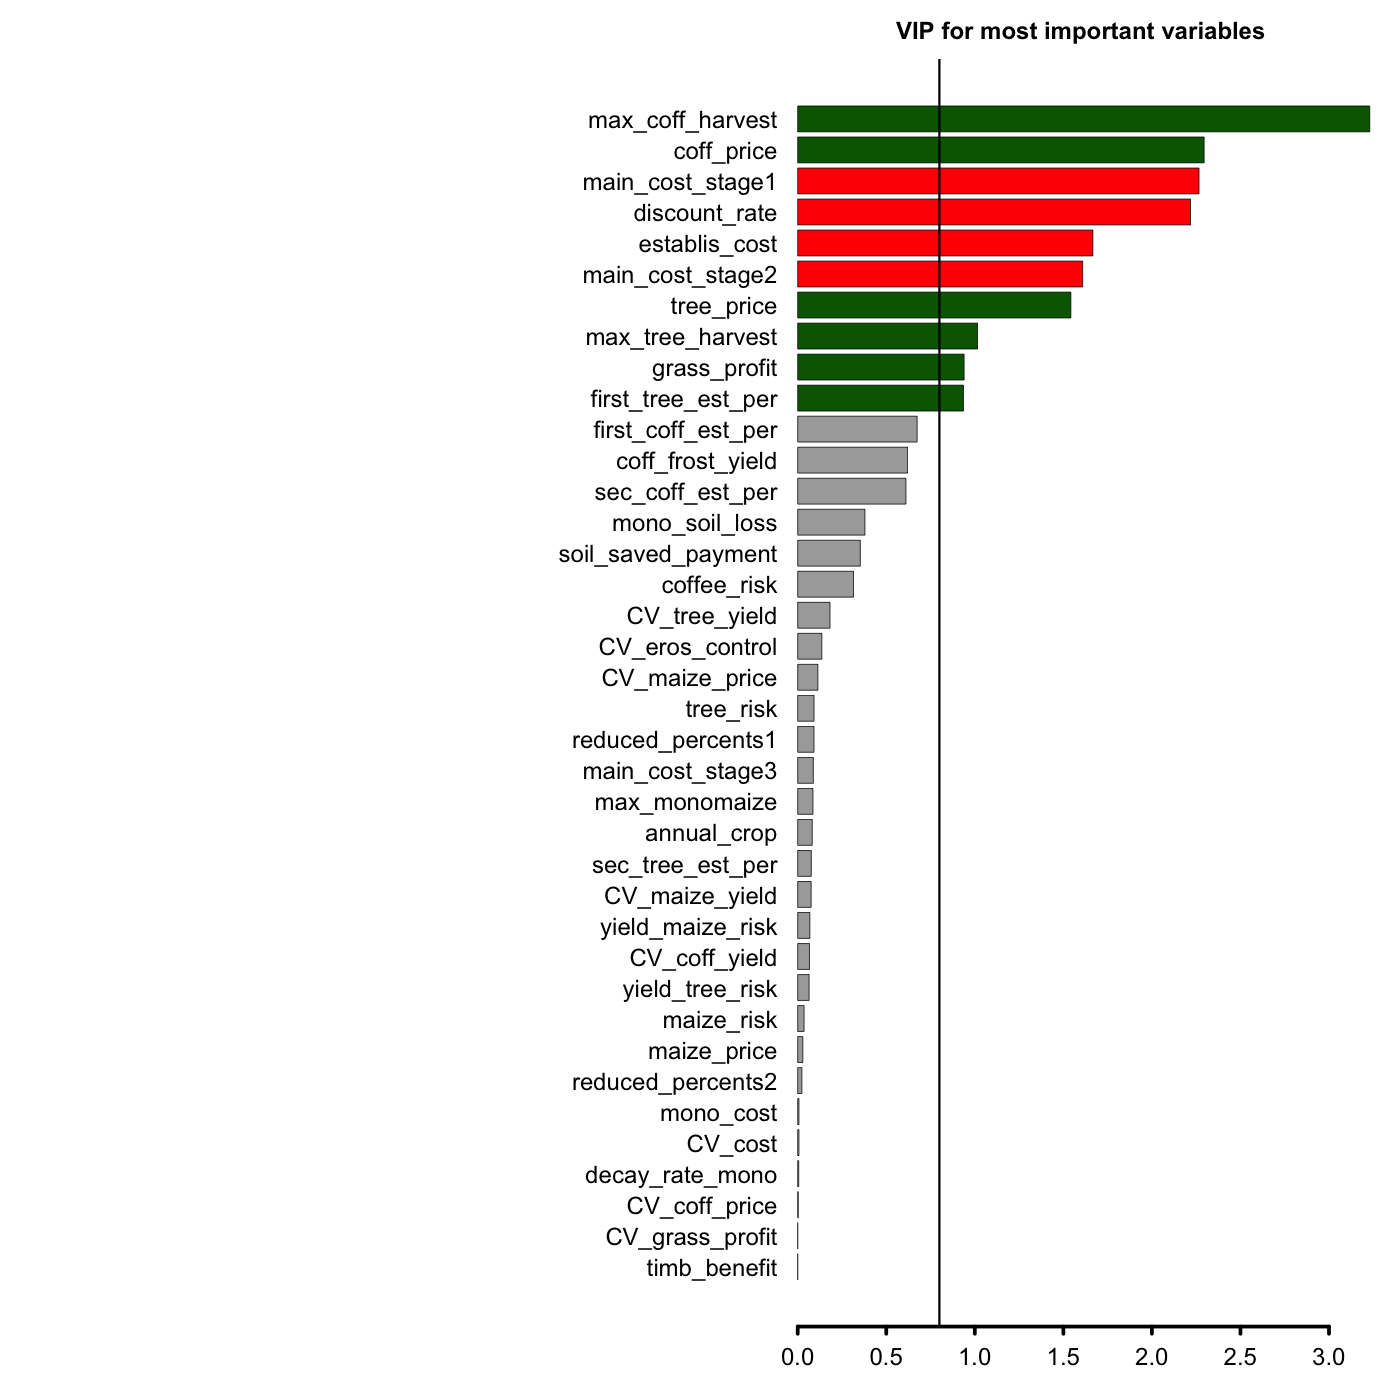 VIP for most important variables
max_coff_harvest
coff_price
main_cost_stage1
discount_rate
establis_cost
main_cost_stage2
tree_price
max_tree_harvest
grass_profit
first_tree_est_per
first_coff_est_per
coff_frost_yield
sec_coff_est_per
mono_soil_loss
soil_saved_payment
coffee_risk
CV_tree_yield
CV_eros_control
CV_maize_price
tree_risk
reduced_percents1
main_cost_stage3
max_monomaize
annual_crop
sec_tree_est_per
CV_maize_yield
yield_maize_risk
CV_coff_yield
yield_tree_risk
maize_risk
maize_price
reduced_percents2
mono_cost
CV_cost
decay_rate_mono
CV_coff_price
CV_grass_profit
timb_benefit
0.0 0.5 1.0 1.5 2.0 2.5 3.0